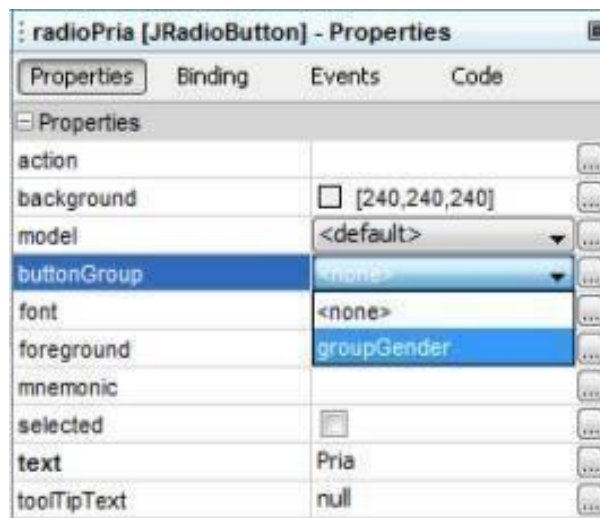 radioPria [JRadioButton] - Properties
Properties Binding Events Code
Properties
action ...
background [240,240,240] ...
model <default> ...
buttonGroup <none> ...
font <none> ...
foreground groupGender ...
mnemonic ...
selected ...
text Pria ...
toolTipText null ...